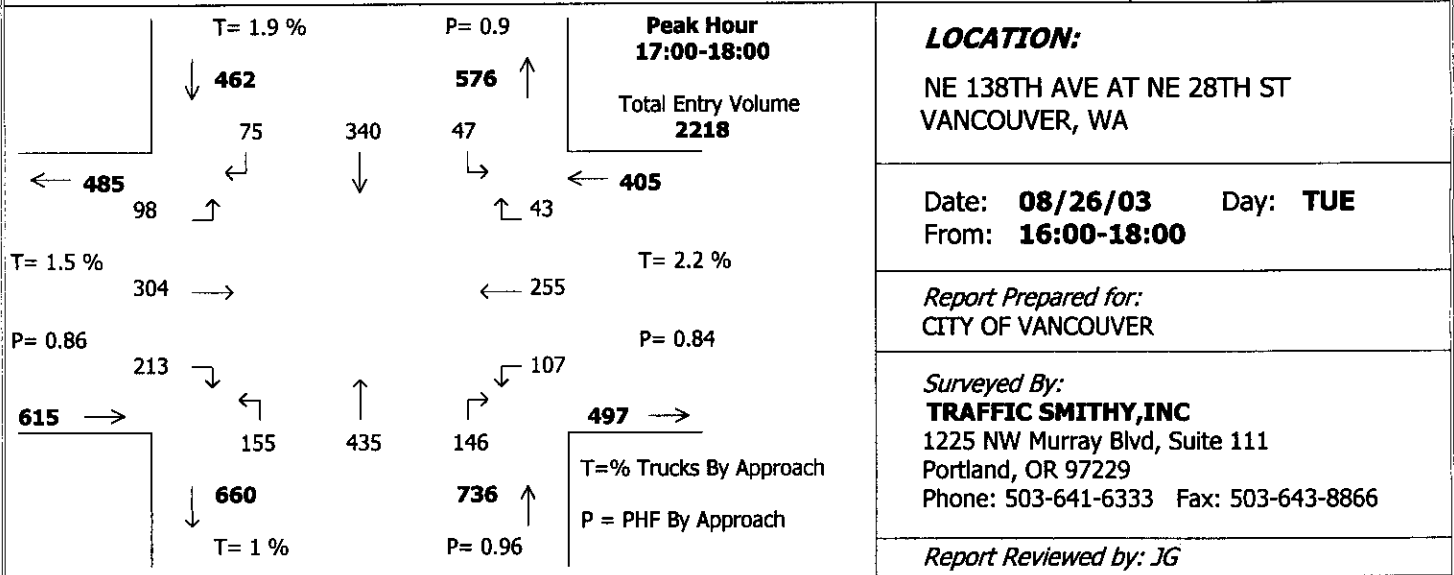 T= 1.9 % P= 0.9 Peak Hour
17:00-18:00
462 576
Total Entry Volume
2218
75 340 47
485 405
98 43
T= 1.5 % T= 2.2 %
304 255
P= 0.86 P= 0.84
213 107
615 497
155 435 146
T=% Trucks By Approach
660 736
P = PHF By Approach
T= 1 % P= 0.96
LOCATION:
NE 138TH AVE AT NE 28TH ST
VANCOUVER, WA
Date: 08/26/03 Day: TUE
From: 16:00-18:00
Report Prepared for:
CITY OF VANCOUVER
Surveyed By:
TRAFFIC SMITHY,INC
1225 NW Murray Blvd, Suite 111
Portland, OR 97229
Phone: 503-641-6333 Fax: 503-643-8866
Report Reviewed by: JG